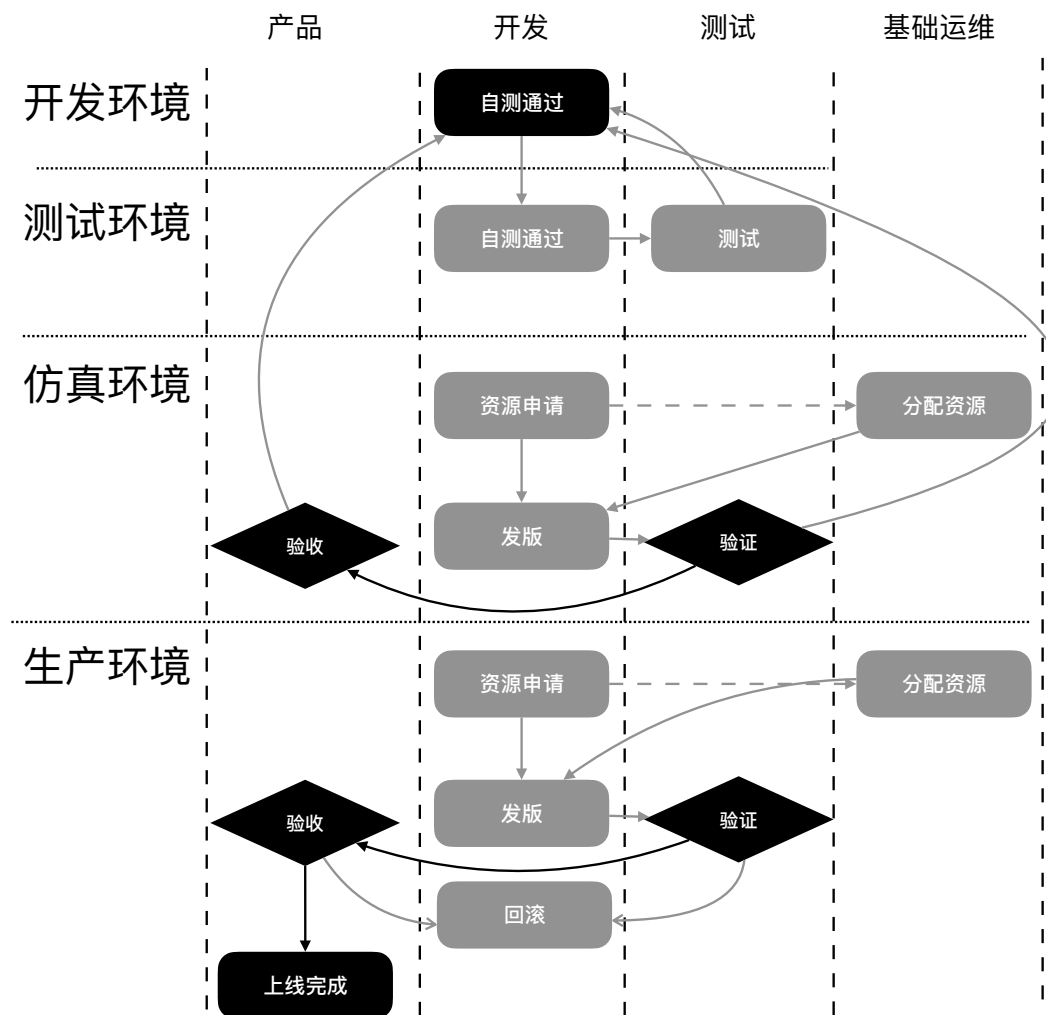 产品
开发
测试
基础运维
开发环境
自测通过
测试环境
自测通过
测试
仿真环境
资源申请
分配资源
发版
验收
验证
生产环境
资源申请
分配资源
发版
验收
验证
回滚
上线完成